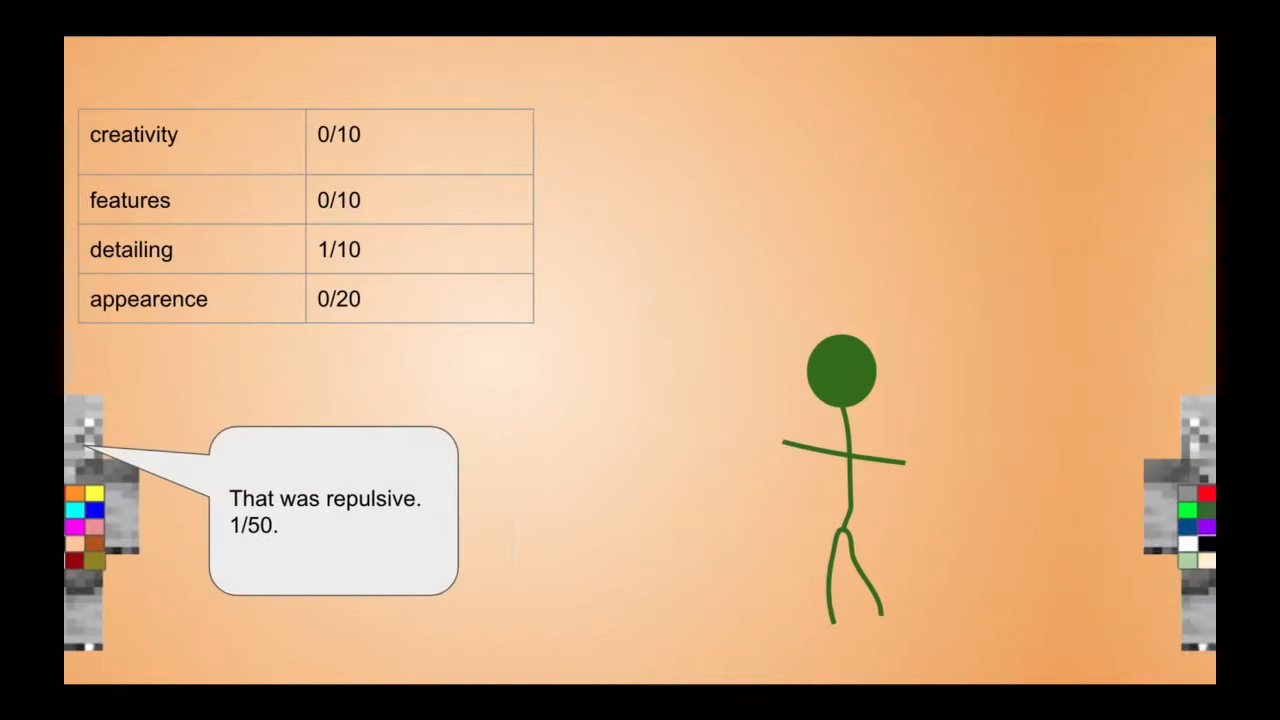 creativity 0/10
features 0/10
detailing 1/10
appearence 0/20
That was repulsive.
1/50.